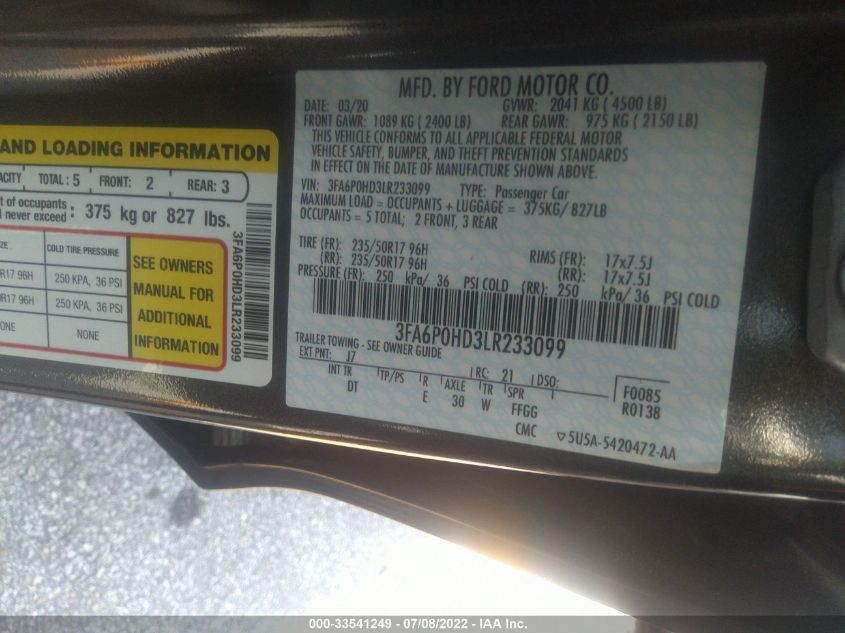 AND LOADING INFORMATION
ACITY TOTAL: 5 FRONT: 2 REAR: 3
t of occupants
d never exceed : 375 kg or 827 lbs.
ZE COLD TIRE PRESSURE
0R17 96H 250 KPA, 36 PSI
R17 96H 250 KPA, 36 PSI
ONE NONE
SEE OWNERS
MANUAL FOR
ADDITIONAL
INFORMATION
3FA6P0HD3LR233099
MFD. BY FORD MOTOR CO.
DATE: 03/20 GVWR: 2041 KG ( 4500 LB)
FRONT GAWR: 1089 KG ( 2400 LB) REAR GAWR: 975 KG ( 2150 LB)
THIS VEHICLE CONFORMS TO ALL APPLICABLE FEDERAL MOTOR
VEHICLE SAFETY, BUMPER, AND THEFT PREVENTION STANDARDS
IN EFFECT ON THE DATE OF MANUFACTURE SHOWN ABOVE.
VIN: 3FA6P0HD3LR233099 TYPE: Passenger Car
MAXIMUM LOAD = OCCUPANTS + LUGGAGE = 375KG/ 827LB
OCCUPANTS = 5 TOTAL; 2 FRONT, 3 REAR
TIRE (FR): 235/50R17 96H RIMS (FR): 17x7.5J
(RR): 235/50R17 96H (RR): 17x7.5J
PRESSURE (FR): 250 kPa/ 36 PSI COLD (RR): 250 kPa/ 36 PSI COLD
3FA6P0HD3LR233099
TRAILER TOWING - SEE OWNER GUIDE
EXT PNT: J7 RC: 21 DSO:
INT TR TP/PS R AXLE TR SPR
DT E 30 W FFGG
CMC
F0085
R0138
5U5A-5420472-AA
000-33541249 - 07/08/2022 - IAA Inc.